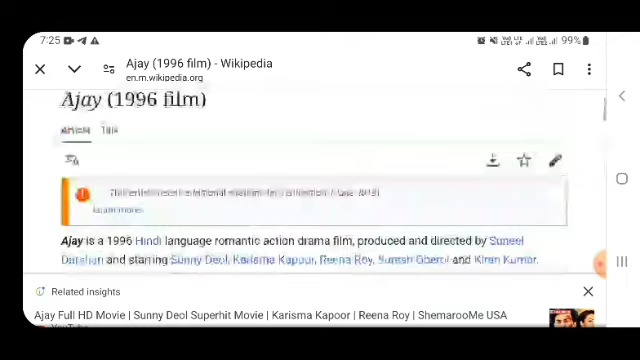 7:25
99%
Ajay (1996 film) - Wikipedia
en.m.wikipedia.org
Ajay (1996 film)
Article Talk
Learn more
Ajay is a 1996 Hindi language romantic action drama film, produced and directed by Suneel
Darshan and starring Sunny Deol, Karisma Kapoor, Reena Roy, Suresh Oberoi and Kiran Kumar.
Related insights
Ajay Full HD Movie | Sunny Deol Superhit Movie | Karisma Kapoor | Reena Roy | ShemarooMe USA
YouTube